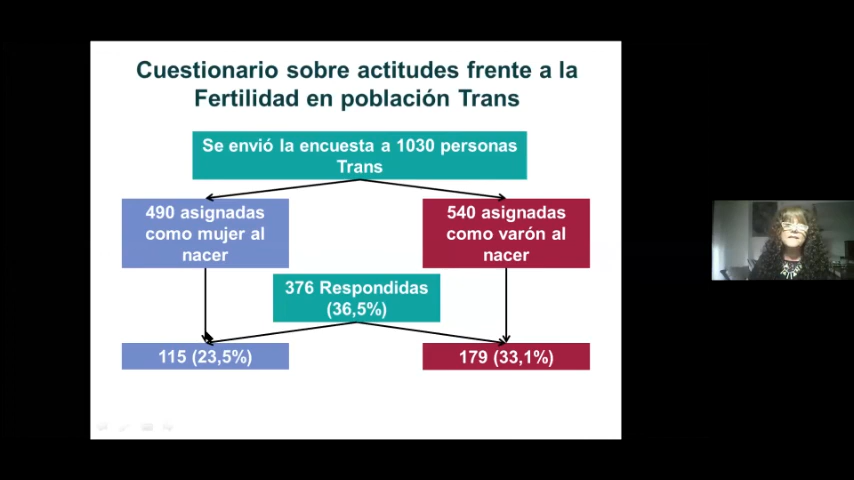 Cuestionario sobre actitudes frente a la
Fertilidad en población Trans
Se envió la encuesta a 1030 personas
Trans
490 asignadas
como mujer al
nacer
540 asignadas
como varón al
nacer
376 Respondidas
(36,5%)
115 (23,5%)
179 (33,1%)